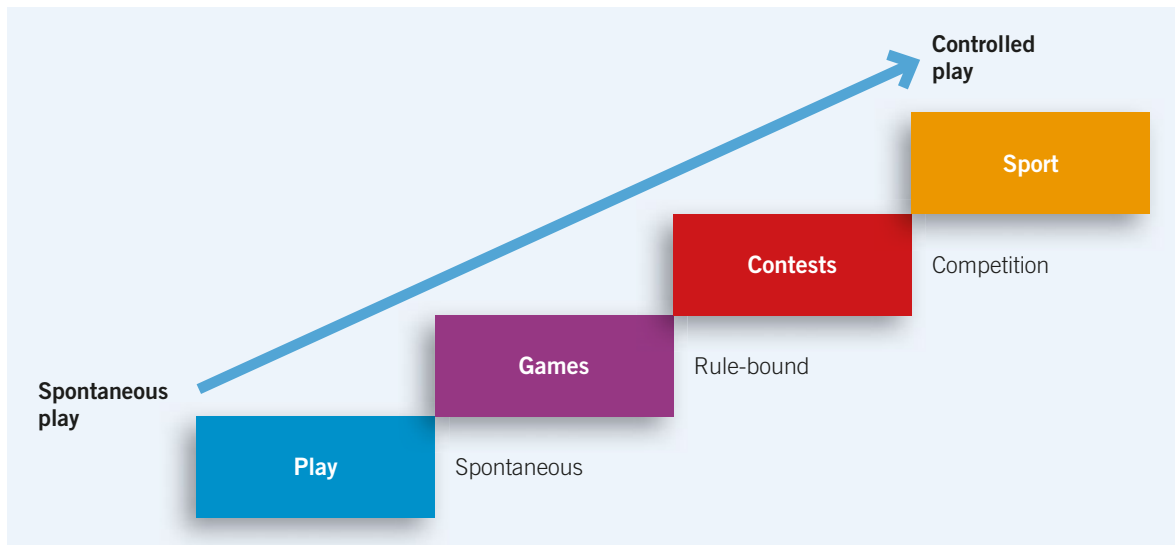 Controlled
play
Sport
Contests
Competition
Games
Rule-bound
Spontaneous
play
Play
Spontaneous